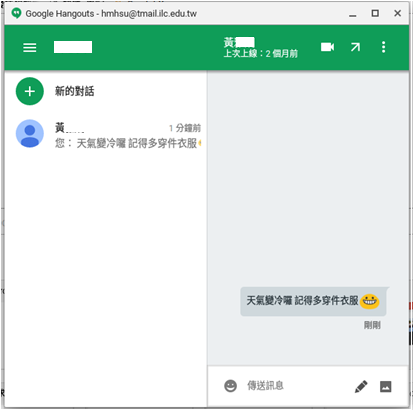 Google Hangouts - hmhsu@tmail.ilc.edu.tw
黃
上次上線：2 個月前
新的對話
黃
1 分鐘前
您： 天氣變冷囉 記得多穿件衣服
天氣變冷囉 記得多穿件衣服
剛剛
傳送訊息